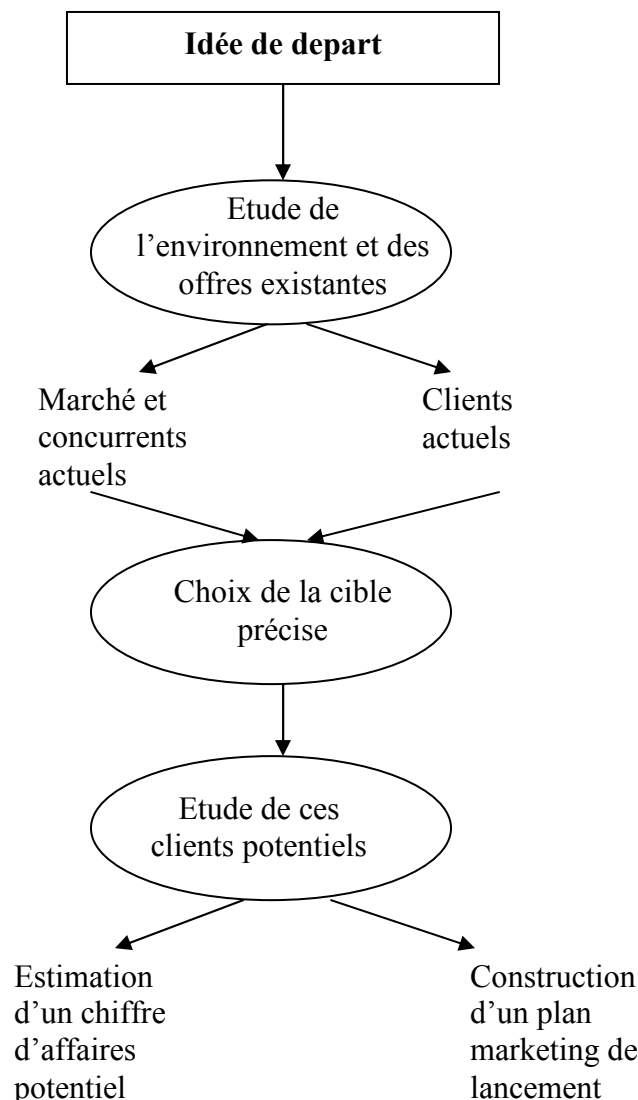 Idée de depart
Etude de
l’environnement et des
offres existantes
Marché et
concurrents
actuels
Clients
actuels
Choix de la cible
précise
Etude de ces
clients potentiels
Estimation
d’un chiffre
d’affaires
potentiel
Construction
d’un plan
marketing de
lancement